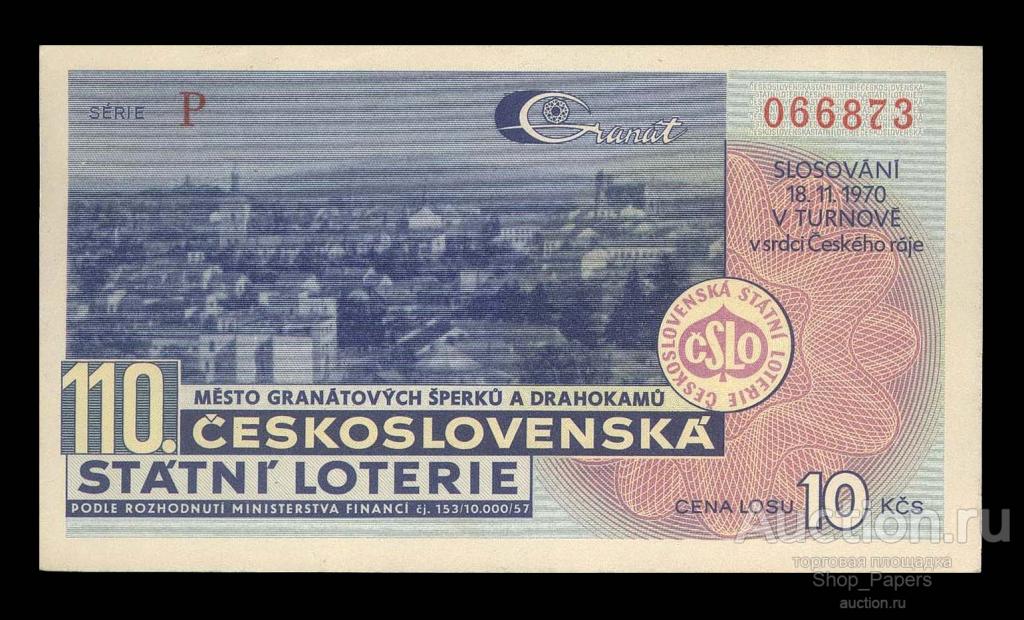 SÉRIE P
Granát
066873
SLOSOVÁNÍ
18. 11. 1970
V TURNOVĚ
v srdci Českého ráje
ČESKOSLOVENSKÁ STÁTNÍ LOTERIE
ČSLO
110.
MĚSTO GRANÁTOVÝCH ŠPERKŮ A DRAHOKAMŮ
ČESKOSLOVENSKÁ
STÁTNÍ LOTERIE
PODLE ROZHODNUTÍ MINISTERSTVA FINANCÍ čj. 153/10.000/57
CENA LOSU 10 KČS
Auction.ru
торговая площадка
Shop_Papers
auction.ru